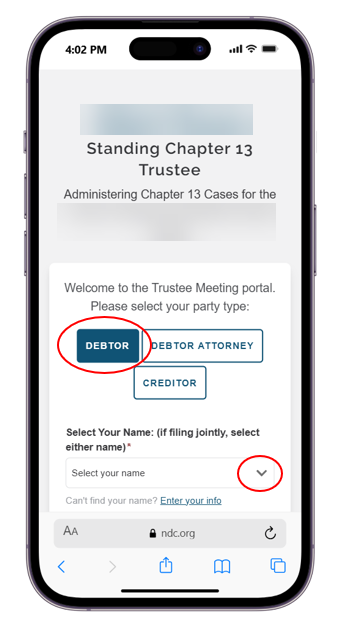 4:02 PM
Standing Chapter 13
Trustee
Administering Chapter 13 Cases for the
Welcome to the Trustee Meeting portal.
Please select your party type:
DEBTOR
DEBTOR ATTORNEY
CREDITOR
Select Your Name: (if filing jointly, select
either name)*
Select your name
Can't find your name? Enter your info
AA
ndc.org